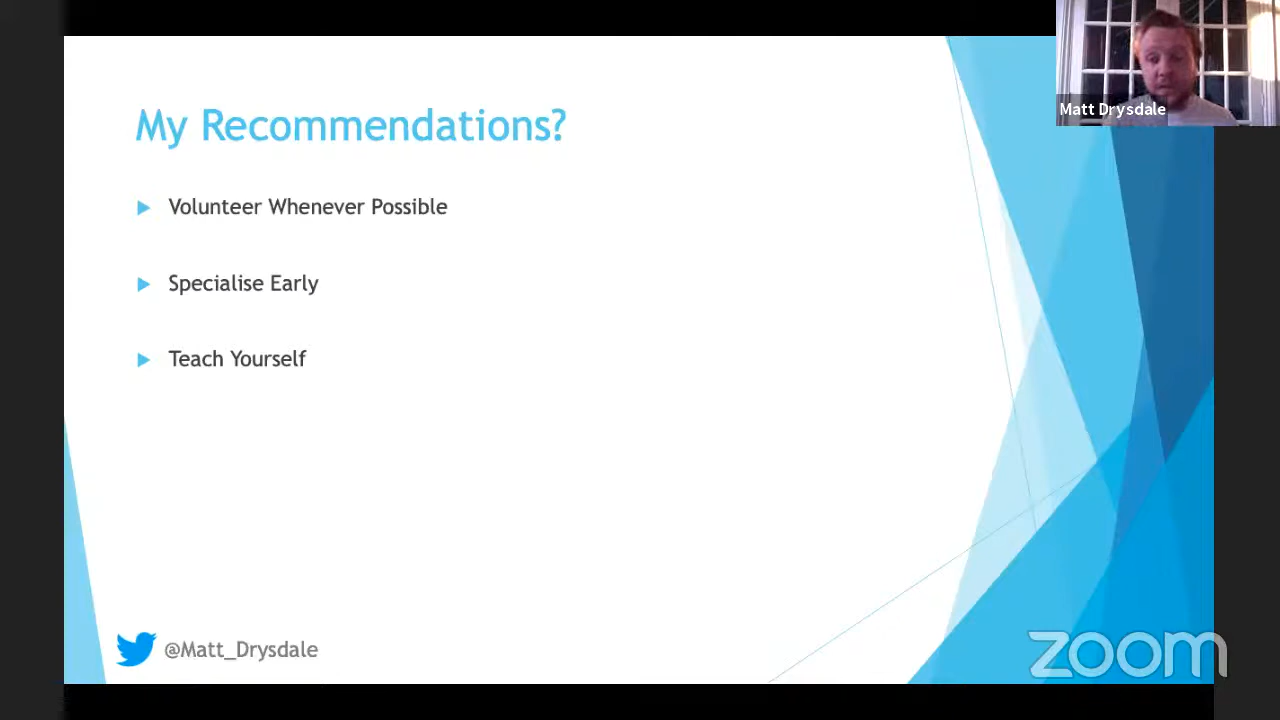 Matt Drysdale
My Recommendations?
Volunteer Whenever Possible
Specialise Early
Teach Yourself
@Matt_Drysdale
zoom